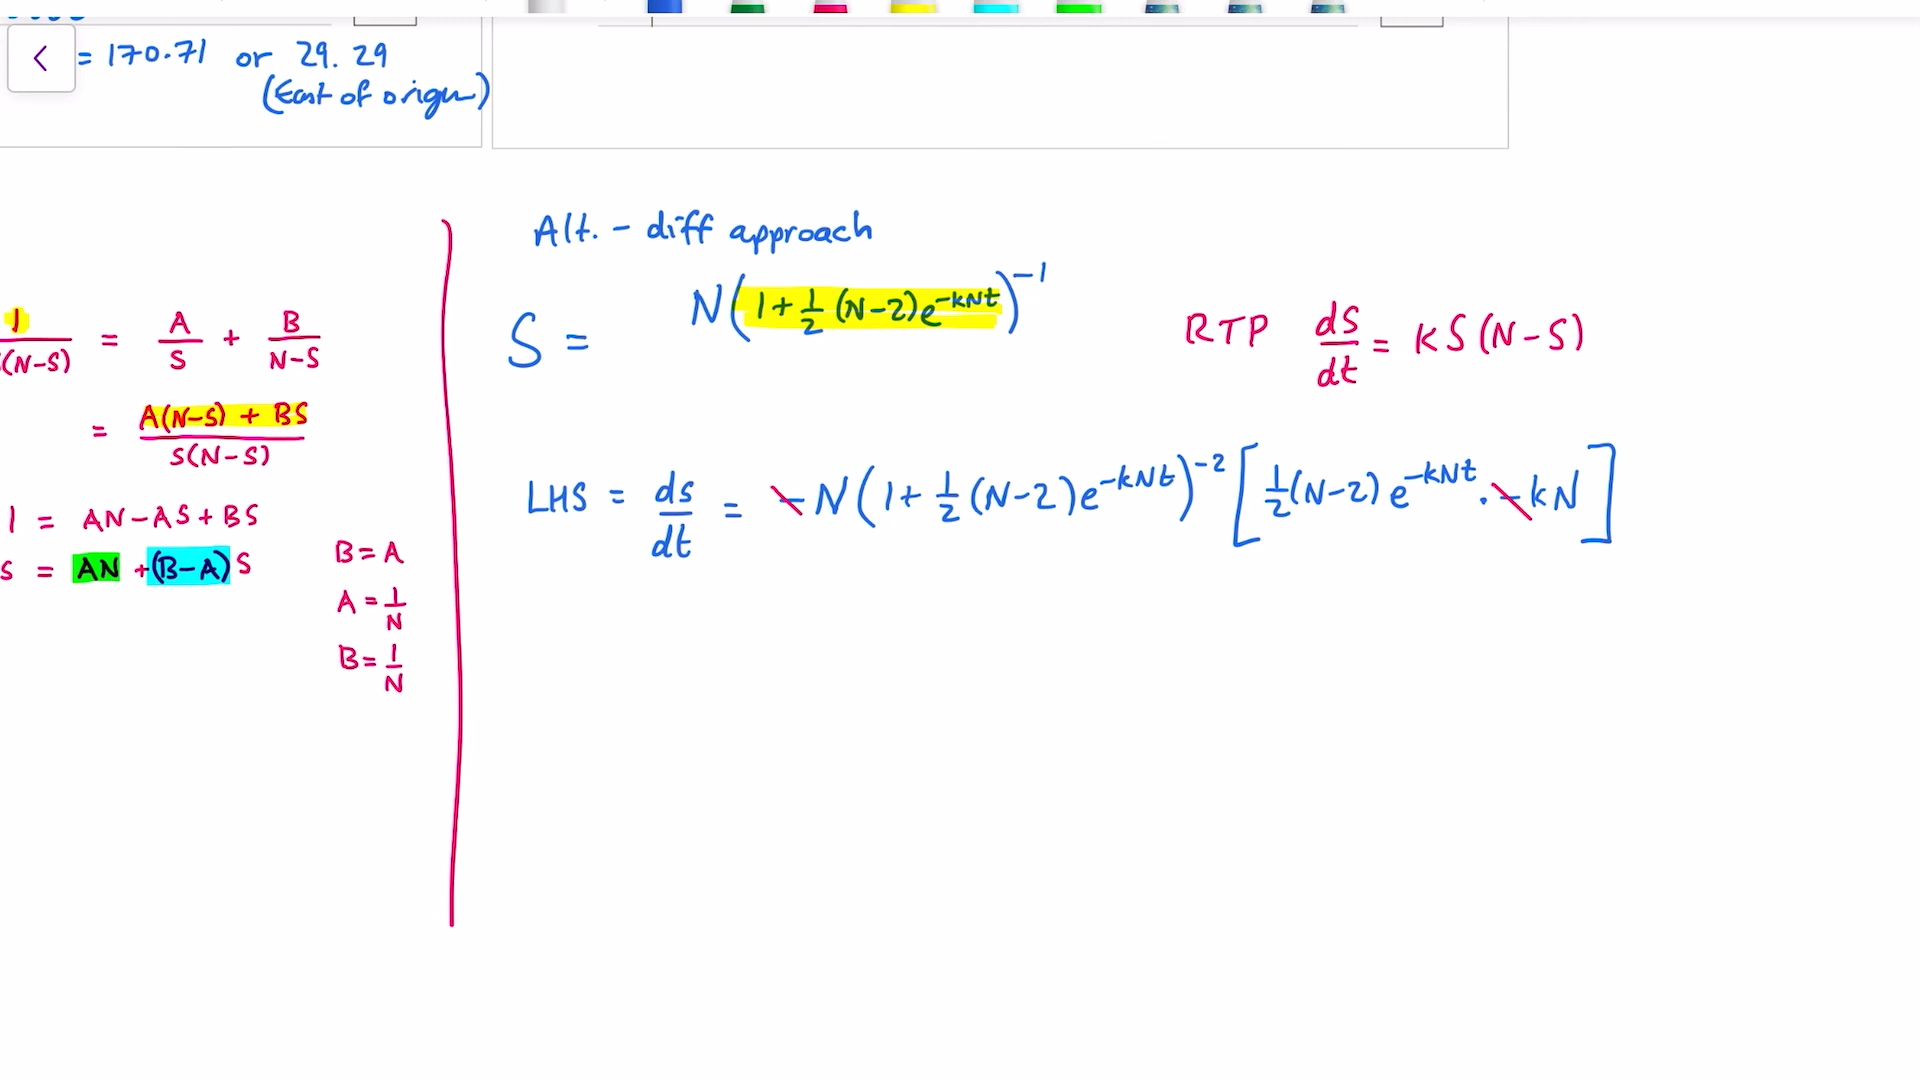 = 170.71 or 29.29
(East of origin)
Alt. - diff approach
S = N(1+½(N-2)e^{-kNt})^{-1}
RTP dS/dt = kS(N-S)
1/S(N-S) = A/S + B/N-S
= A(N-S) + BS / S(N-S)
1 = AN-AS+BS
S = AN +(B-A)S
B=A
A=1/N
B=1/N
LHS = ds/dt = -N(1+½(N-2)e^{-kNt})^{-2}[½(N-2)e^{-kNt}.-kN]